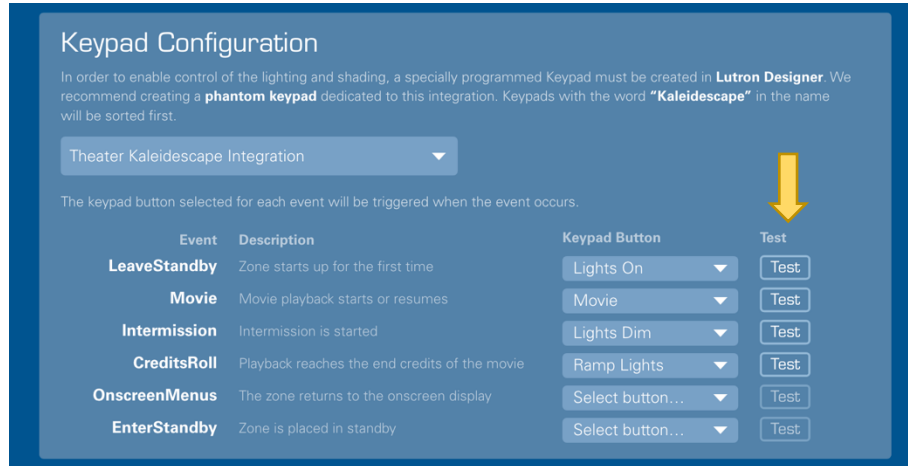 Keypad Configuration
In order to enable control of the lighting and shading, a specially programmed Keypad must be created in Lutron Designer. We
recommend creating a phantom keypad dedicated to this integration. Keypads with the word “Kaleidescape” in the name
will be sorted first.
Theater Kaleidescape Integration
The keypad button selected for each event will be triggered when the event occurs.
Event Description Keypad Button Test
LeaveStandby Zone starts up for the first time Lights On Test
Movie Movie playback starts or resumes Movie Test
Intermission Intermission is started Lights Dim Test
CreditsRoll Playback reaches the end credits of the movie Ramp Lights Test
OnscreenMenus The zone returns to the onscreen display Select button... Test
EnterStandby Zone is placed in standby Select button... Test